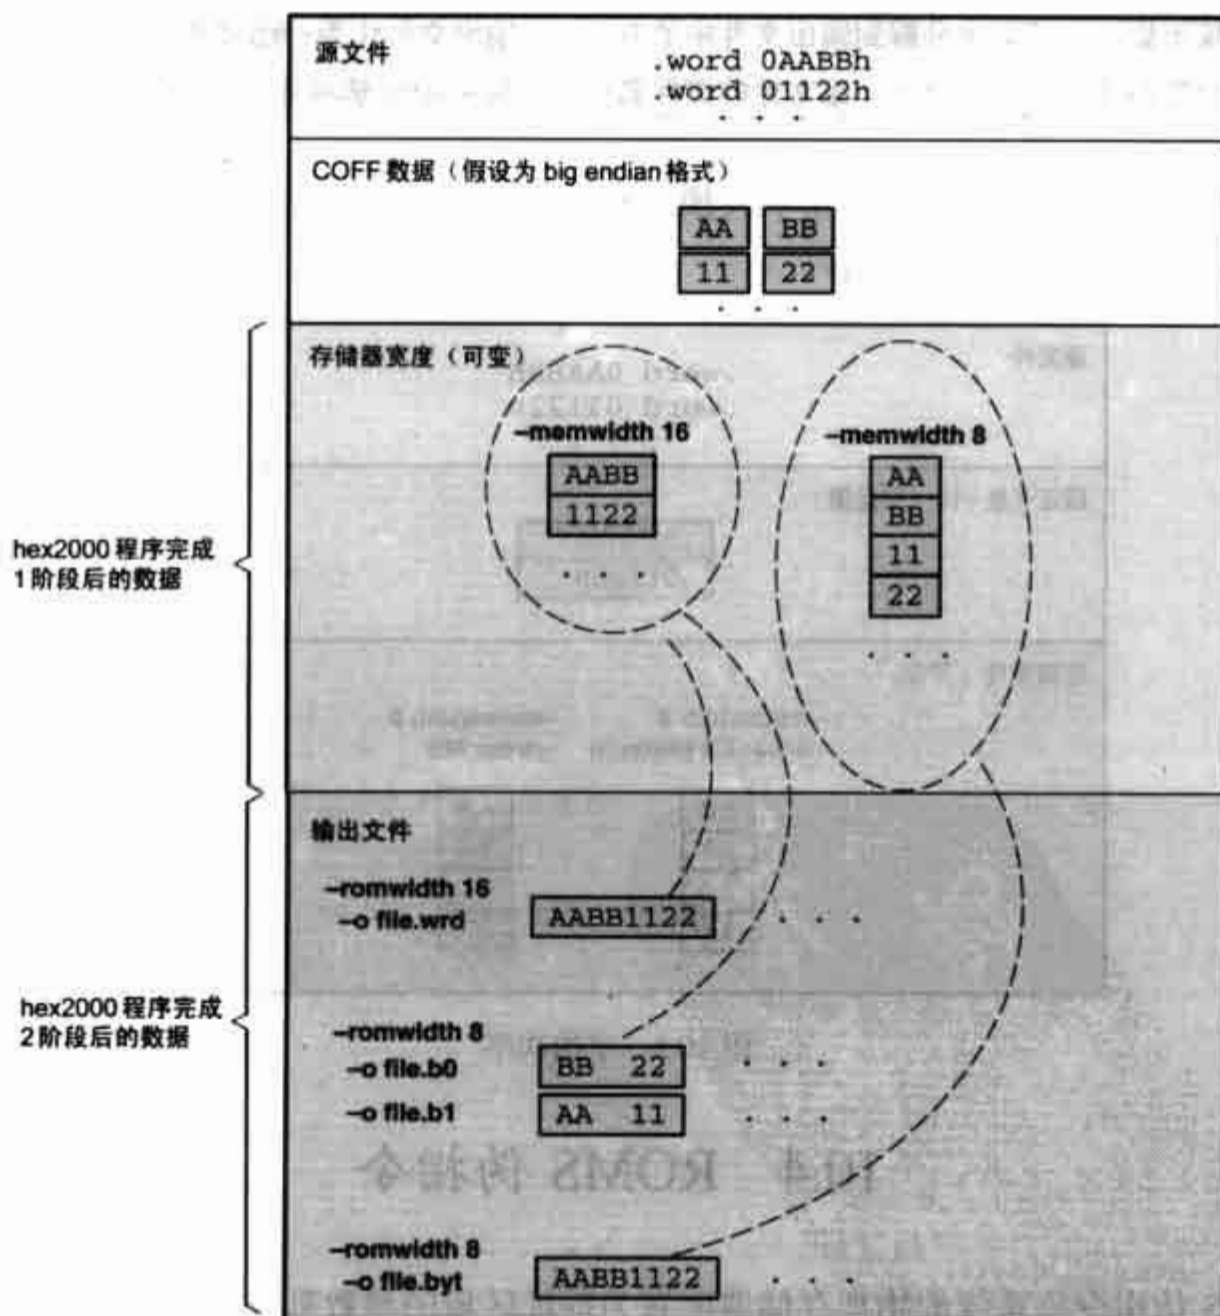 源文件
.word 0AABBh
.word 01122h
. . .
COFF 数据（假设为 big endian 格式）
AA BB
11 22
. . .
存储器宽度（可变）
–memwidth 16
AABB
1122
. . .
–memwidth 8
AA
BB
11
22
. . .
hex2000 程序完成
1 阶段后的数据
输出文件
–romwidth 16
–o file.wrd AABB1122 . . .
hex2000 程序完成
2 阶段后的数据
–romwidth 8
–o file.b0 BB 22 . . .
–o file.b1 AA 11 . . .
–romwidth 8
–o file.byt AABB1122 . . .